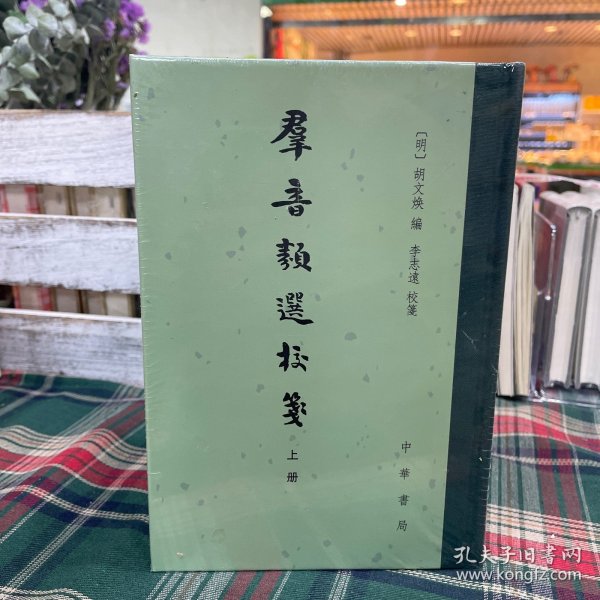 [明] 胡文焕 編 李志遠 校箋
羣音類選校箋
上册
中華書局
孔夫子旧書网
www.kongfz.com